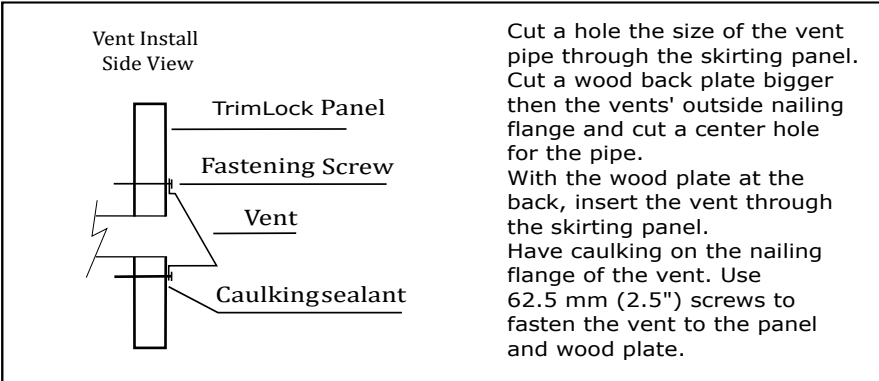 Vent Install
Side View
TrimLock Panel
Fastening Screw
Vent
Caulkingsealant
Cut a hole the size of the vent
pipe through the skirting panel.
Cut a wood back plate bigger
then the vents' outside nailing
flange and cut a center hole
for the pipe.
With the wood plate at the
back, insert the vent through
the skirting panel.
Have caulking on the nailing
flange of the vent. Use
62.5 mm (2.5") screws to
fasten the vent to the panel
and wood plate.